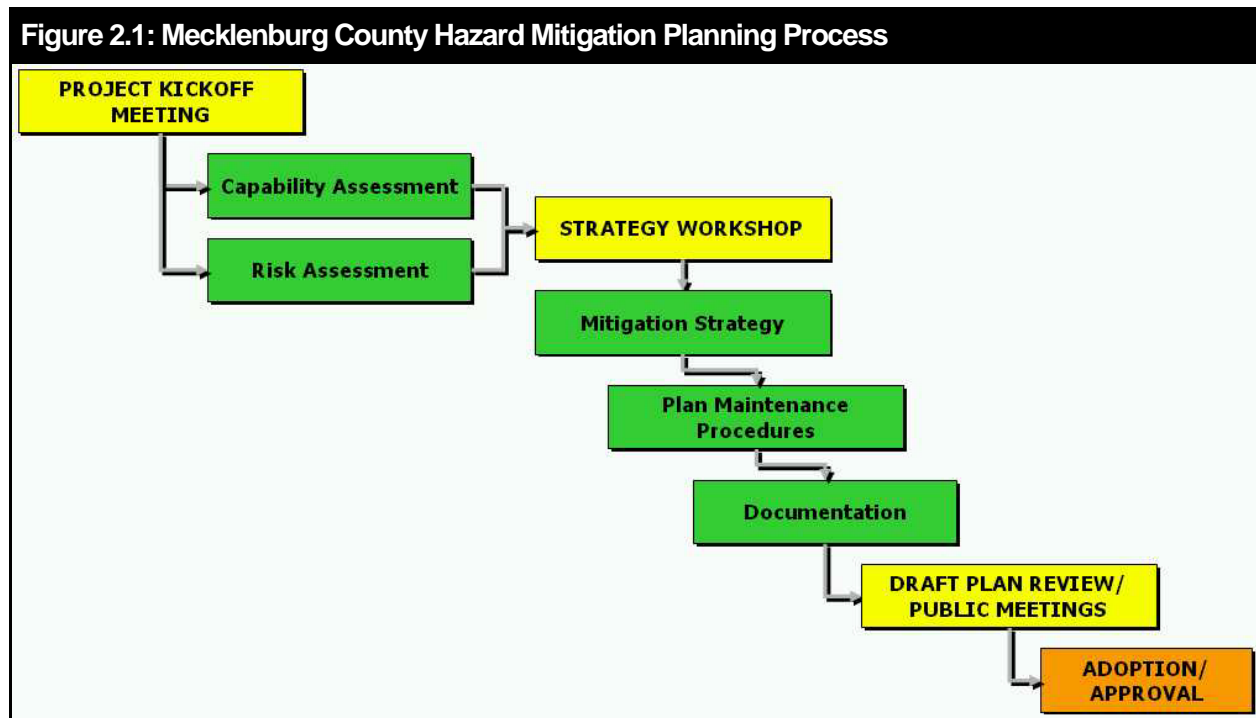 Figure 2.1: Mecklenburg County Hazard Mitigation Planning Process
PROJECT KICKOFF
MEETING
Capability Assessment
Risk Assessment
STRATEGY WORKSHOP
Mitigation Strategy
Plan Maintenance
Procedures
Documentation
DRAFT PLAN REVIEW/
PUBLIC MEETINGS
ADOPTION/
APPROVAL